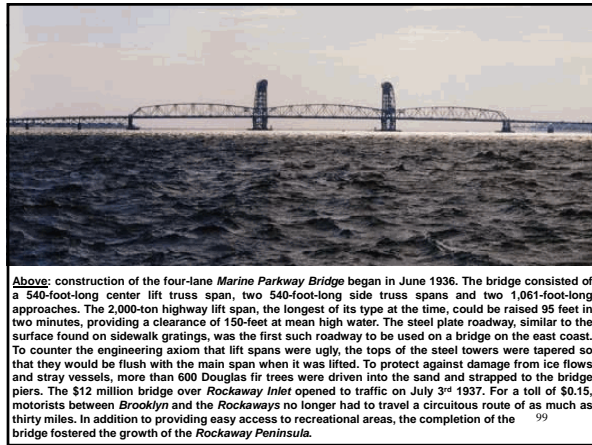 Above: construction of the four-lane Marine Parkway Bridge began in June 1936. The bridge consisted of
a 540-foot-long center lift truss span, two 540-foot-long side truss spans and two 1,061-foot-long
approaches. The 2,000-ton highway lift span, the longest of its type at the time, could be raised 95 feet in
two minutes, providing a clearance of 150-feet at mean high water. The steel plate roadway, similar to the
surface found on sidewalk gratings, was the first such roadway to be used on a bridge on the east coast.
To counter the engineering axiom that lift spans were ugly, the tops of the steel towers were tapered so
that they would be flush with the main span when it was lifted. To protect against damage from ice flows
and stray vessels, more than 600 Douglas fir trees were driven into the sand and strapped to the bridge
piers. The $12 million bridge over Rockaway Inlet opened to traffic on July 3rd 1937. For a toll of $0.15,
motorists between Brooklyn and the Rockaways no longer had to travel a circuitous route of as much as
thirty miles. In addition to providing easy access to recreational areas, the completion of the
bridge fostered the growth of the Rockaway Peninsula.
99